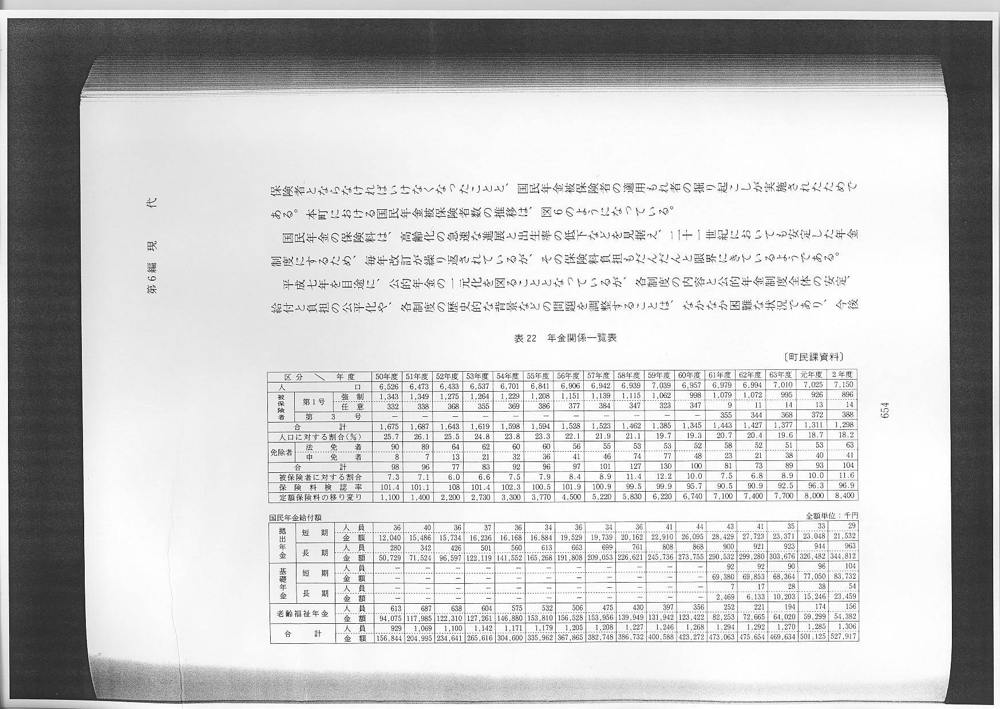 第6編 現 代
保険者とならなければいけなくなったことと、国民年金被保険者の適用もれ者の掘り起こしが実施されたためで
ある。本町における国民年金被保険者数の推移は、図6のようになっている。
国民年金の保険料は、高齢化の急速な進展と出生率の低下などを見据え、二十一世紀においても安定した年金
制度にするため、毎年改訂が繰り返されているが、その保険料負担もだんだんと限界にきているようである。
平成七年を目途に、公的年金の一元化を図ることとなっているが、各制度の内容と公的年金制度全体の安定、
給付と負担の公平化や、各制度の歴史的な背景などの問題を調整することは、なかなか困難な状況であり、今後
表22 年金関係一覧表
〔町民課資料〕
区分 ＼ 年度 50年度 51年度 52年度 53年度 54年度 55年度 56年度 57年度 58年度 59年度 60年度 61年度 62年度 63年度 元年度 2年度
人口 6,526 6,473 6,433 6,537 6,701 6,841 6,906 6,942 6,939 7,039 6,957 6,979 6,994 7,010 7,025 7,150
被保険者 第1号 強制 1,343 1,349 1,275 1,264 1,229 1,208 1,151 1,139 1,115 1,062 998 1,079 1,072 995 926 896
任意 332 338 368 355 369 386 377 384 347 323 347 9 11 14 13 14
第3号 － － － － － － － － － － － 355 344 368 372 388
合計 1,675 1,687 1,643 1,619 1,598 1,594 1,528 1,523 1,462 1,385 1,345 1,443 1,427 1,377 1,311 1,298
人口に対する割合(%) 25.7 26.1 25.5 24.8 23.8 23.3 22.1 21.9 21.1 19.7 19.3 20.7 20.4 19.6 18.7 18.2
免除者 法免者 90 89 64 62 60 60 56 55 53 53 52 58 52 51 53 63
申免者 8 7 13 21 32 36 41 46 74 77 48 23 21 38 40 41
合計 98 96 77 83 92 96 97 101 127 130 100 81 73 89 93 104
被保険者に対する割合 7.3 7.1 6.0 6.6 7.5 7.9 8.4 8.9 11.4 12.2 10.0 7.5 6.8 8.9 10.0 11.6
保険料検認率 101.4 101.1 108 101.4 102.3 100.5 101.9 100.9 99.5 99.9 95.7 90.5 90.9 92.5 96.3 96.9
定額保険料の移り変り 1,100 1,400 2,200 2,730 3,300 3,770 4,500 5,220 5,830 6,220 6,740 7,100 7,400 7,700 8,000 8,400
国民年金給付額 全額単位：千円
拠出年金 短期 人員 36 40 36 37 36 34 36 34 36 41 44 43 41 35 33 29
金額 12,040 15,486 15,734 16,236 16,168 16,884 19,529 19,739 20,162 22,910 26,095 28,429 27,723 23,371 23,048 21,532
長期 人員 280 342 426 501 560 613 663 699 761 808 868 900 921 923 944 963
金額 50,729 71,524 96,597 122,119 141,552 165,268 191,808 209,053 226,621 245,736 273,755 290,532 299,280 303,676 326,482 344,812
基礎年金 短期 人員 － － － － － － － － － － － 92 92 90 96 104
金額 － － － － － － － － － － － 69,380 69,853 68,364 77,050 83,732
長期 人員 － － － － － － － － － － － 7 17 28 38 54
金額 － － － － － － － － － － － 2,469 6,133 10,203 15,246 23,459
老齢福祉年金 人員 613 687 638 604 575 532 506 475 430 397 356 252 221 194 174 156
金額 94,075 117,985 122,310 127,261 146,880 153,810 156,528 153,956 139,949 131,942 123,422 82,253 72,665 64,020 59,299 54,382
合計 人員 929 1,069 1,100 1,142 1,171 1,179 1,205 1,208 1,227 1,246 1,268 1,294 1,292 1,270 1,285 1,306
金額 156,844 204,995 234,641 265,616 304,600 335,962 367,865 382,748 386,732 400,588 423,272 473,063 475,654 469,634 501,125 527,917
654